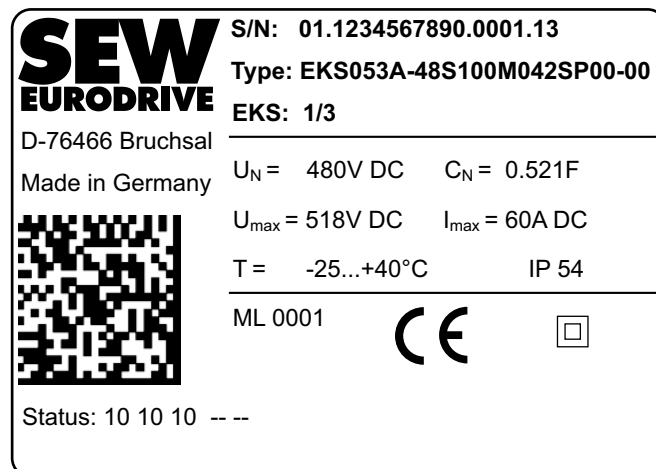 SEW
EURODRIVE
D-76466 Bruchsal
Made in Germany
Status: 10 10 10 -- --
S/N: 01.1234567890.0001.13
Type: EKS053A-48S100M042SP00-00
EKS: 1/3
UN = 480V DC CN = 0.521F
Umax = 518V DC Imax = 60A DC
T = -25...+40°C IP 54
ML 0001 CE